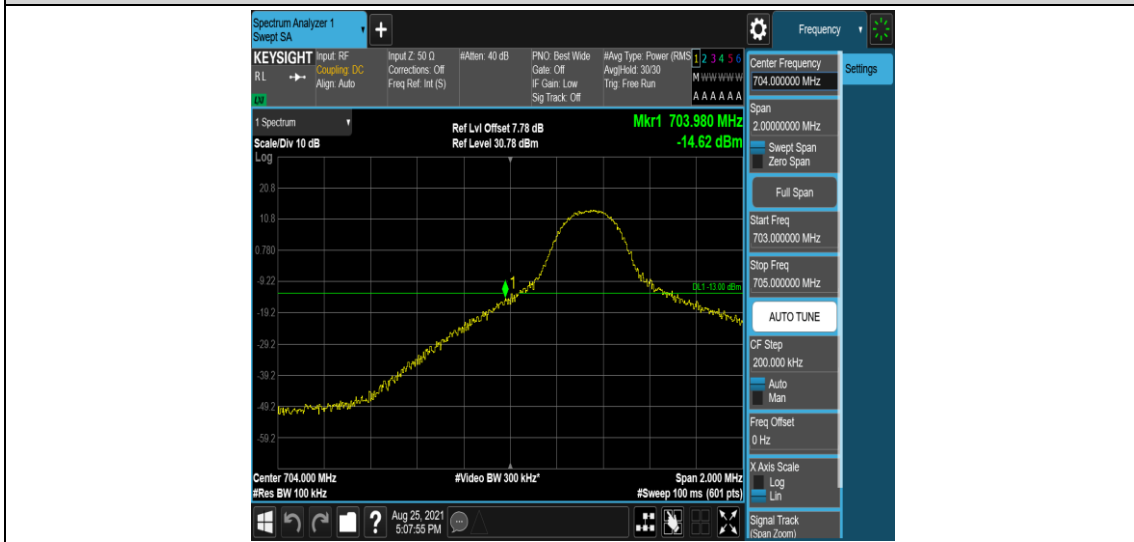 Spectrum Analyzer 1
Swept SA
+
Frequency
KEYSIGHT
RL
LXI
Input: RF
Coupling: DC
Align: Auto
Input Z: 50 Ω
Corrections: Off
Freq Ref: Int (S)
#Atten: 40 dB
PNO: Best Wide
Gate: Off
IF Gain: Low
Sig Track: Off
#Avg Type: Power (RMS
Avg|Hold: 30/30
Trig: Free Run
1 2 3 4 5 6
M W W W W W
A A A A A A
1 Spectrum
Scale/Div 10 dB
Log
Ref Lvl Offset 7.78 dB
Ref Level 30.78 dBm
Mkr1 703.980 MHz
-14.62 dBm
20.8
10.8
0.780
-9.22
-19.2
-29.2
-39.2
-49.2
-59.2
1
DL1 -13.00 dBm
Center 704.000 MHz
#Res BW 100 kHz
#Video BW 300 kHz*
Span 2.000 MHz
#Sweep 100 ms (601 pts)
Center Frequency
704.000000 MHz
Settings
Span
2.00000000 MHz
Swept Span
Zero Span
Full Span
Start Freq
703.000000 MHz
Stop Freq
705.000000 MHz
AUTO TUNE
CF Step
200.000 kHz
Auto
Man
Freq Offset
0 Hz
X Axis Scale
Log
Lin
Signal Track
(Span Zoom)
?
Aug 25, 2021
5:07:55 PM